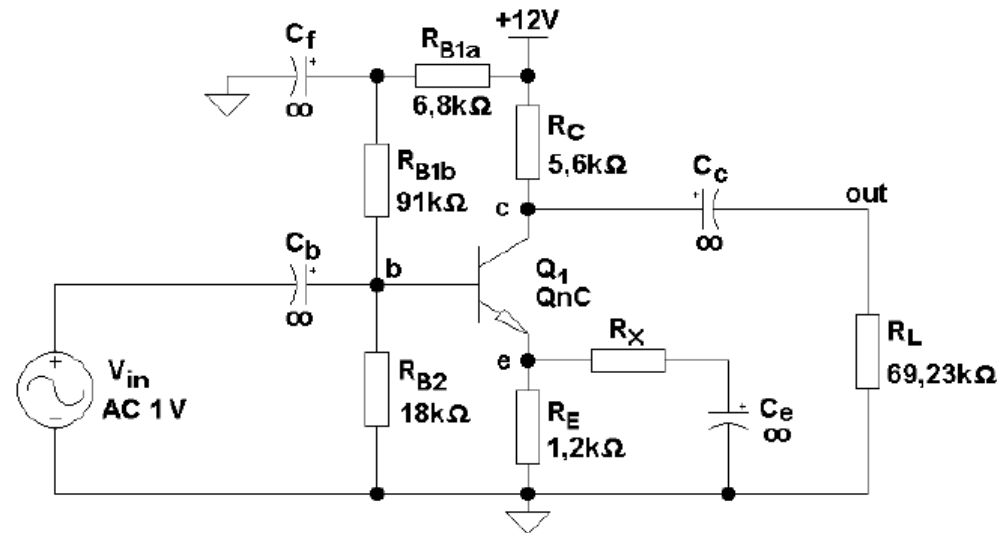 +12V
Cf
+
∞
RB1a
6,8kΩ
RC
5,6kΩ
RB1b
91kΩ
Cc
+
∞
out
c
Cb
+
∞
b
Q1
QnC
Vin
AC 1V
+
−
RB2
18kΩ
e
RX
RE
1,2kΩ
Ce
+
∞
RL
69,23kΩ